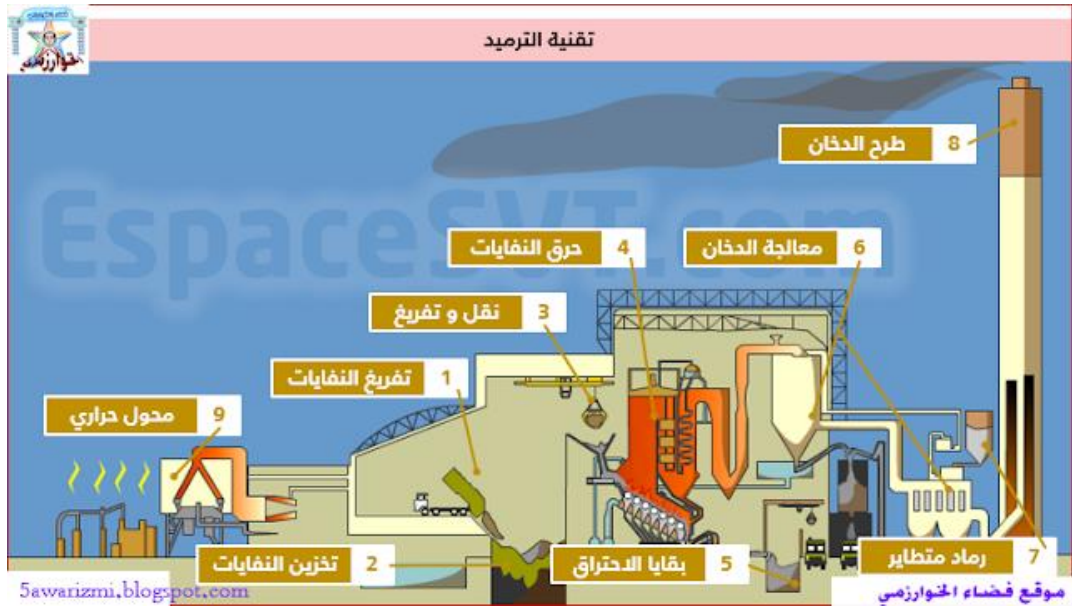 تقنية الترميد
8 طرح الدخان
6 معالجة الدخان
4 حرق النفايات
3 نقل و تفريغ
1 تفريغ النفايات
9 محول حراري
EspaceSVT.com
2 تخزين النفايات
5 بقايا الاحتراق
7 رماد متطاير
5awarizmi.blogspot.com
موقع فضاء الخوارزمي